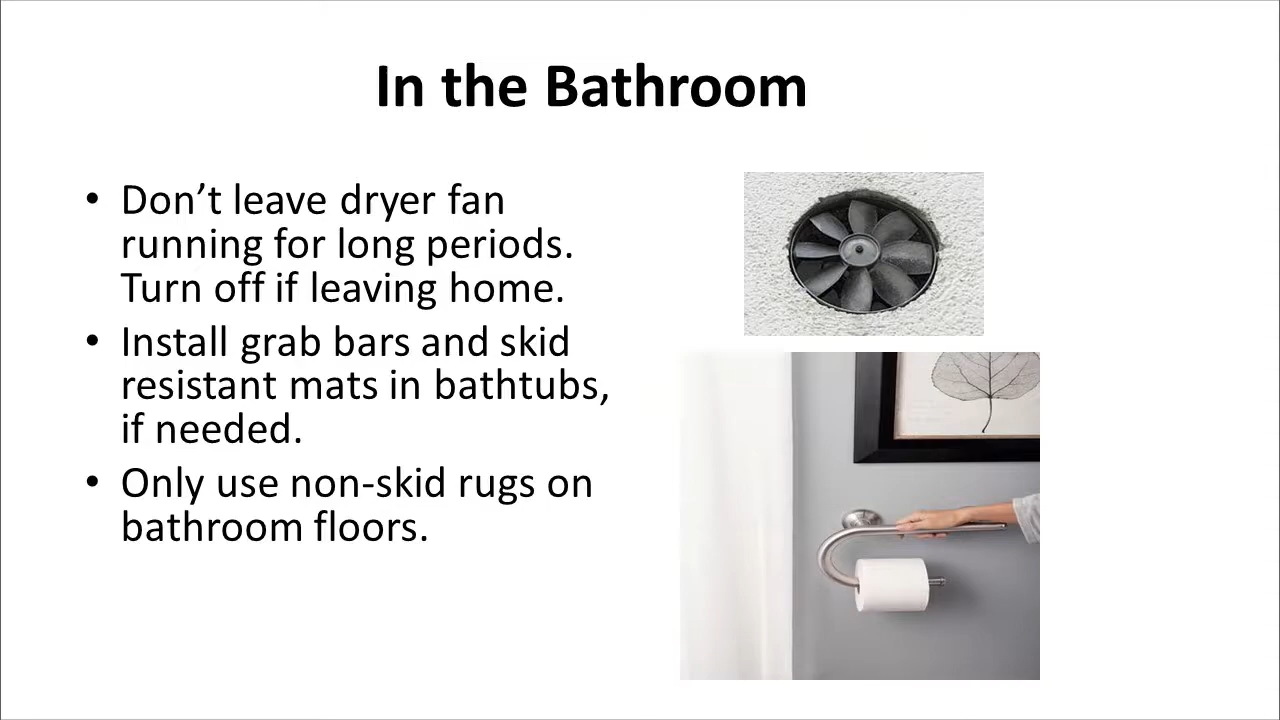 In the Bathroom
• Don’t leave dryer fan
running for long periods.
Turn off if leaving home.
• Install grab bars and skid
resistant mats in bathtubs,
if needed.
• Only use non-skid rugs on
bathroom floors.